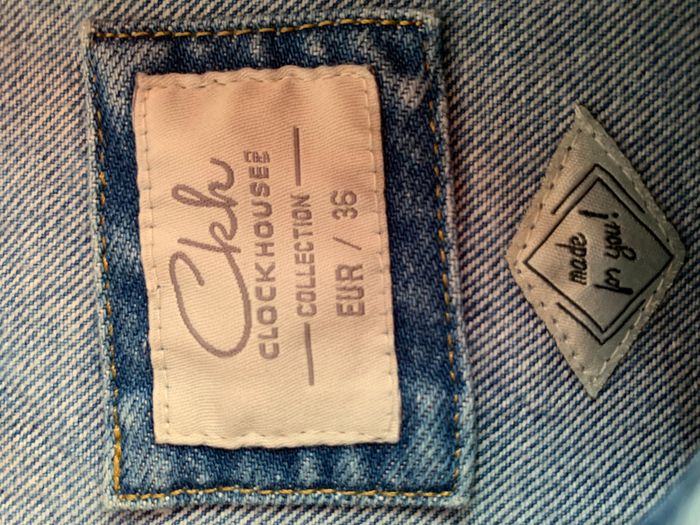 Ckh
CLOCKHOUSE
COLLECTION
EUR / 36
made
for you!